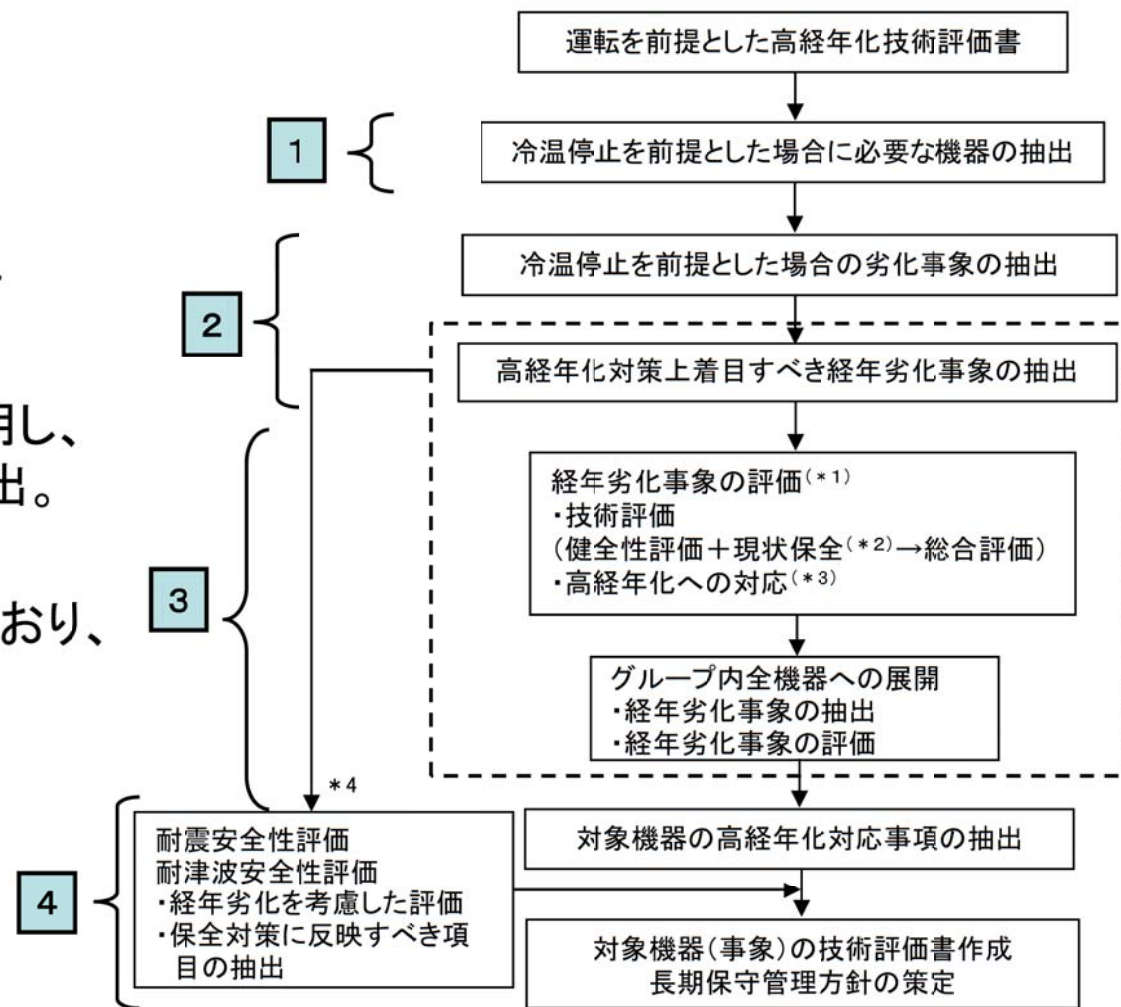 運転を前提とした高経年化技術評価書
1
冷温停止を前提とした場合に必要な機器の抽出
冷温停止を前提とした場合の劣化事象の抽出
2
高経年化対策上着目すべき経年劣化事象の抽出
用し、
出。
経年劣化事象の評価(*1)
・技術評価
(健全性評価+現状保全(*2)→総合評価)
・高経年化への対応(*3)
3
おり、
グループ内全機器への展開
・経年劣化事象の抽出
・経年劣化事象の評価
*4
耐震安全性評価
耐津波安全性評価
・経年劣化を考慮した評価
・保全対策に反映すべき項
目の抽出
4
対象機器の高経年化対応事項の抽出
対象機器(事象)の技術評価書作成
長期保守管理方針の策定